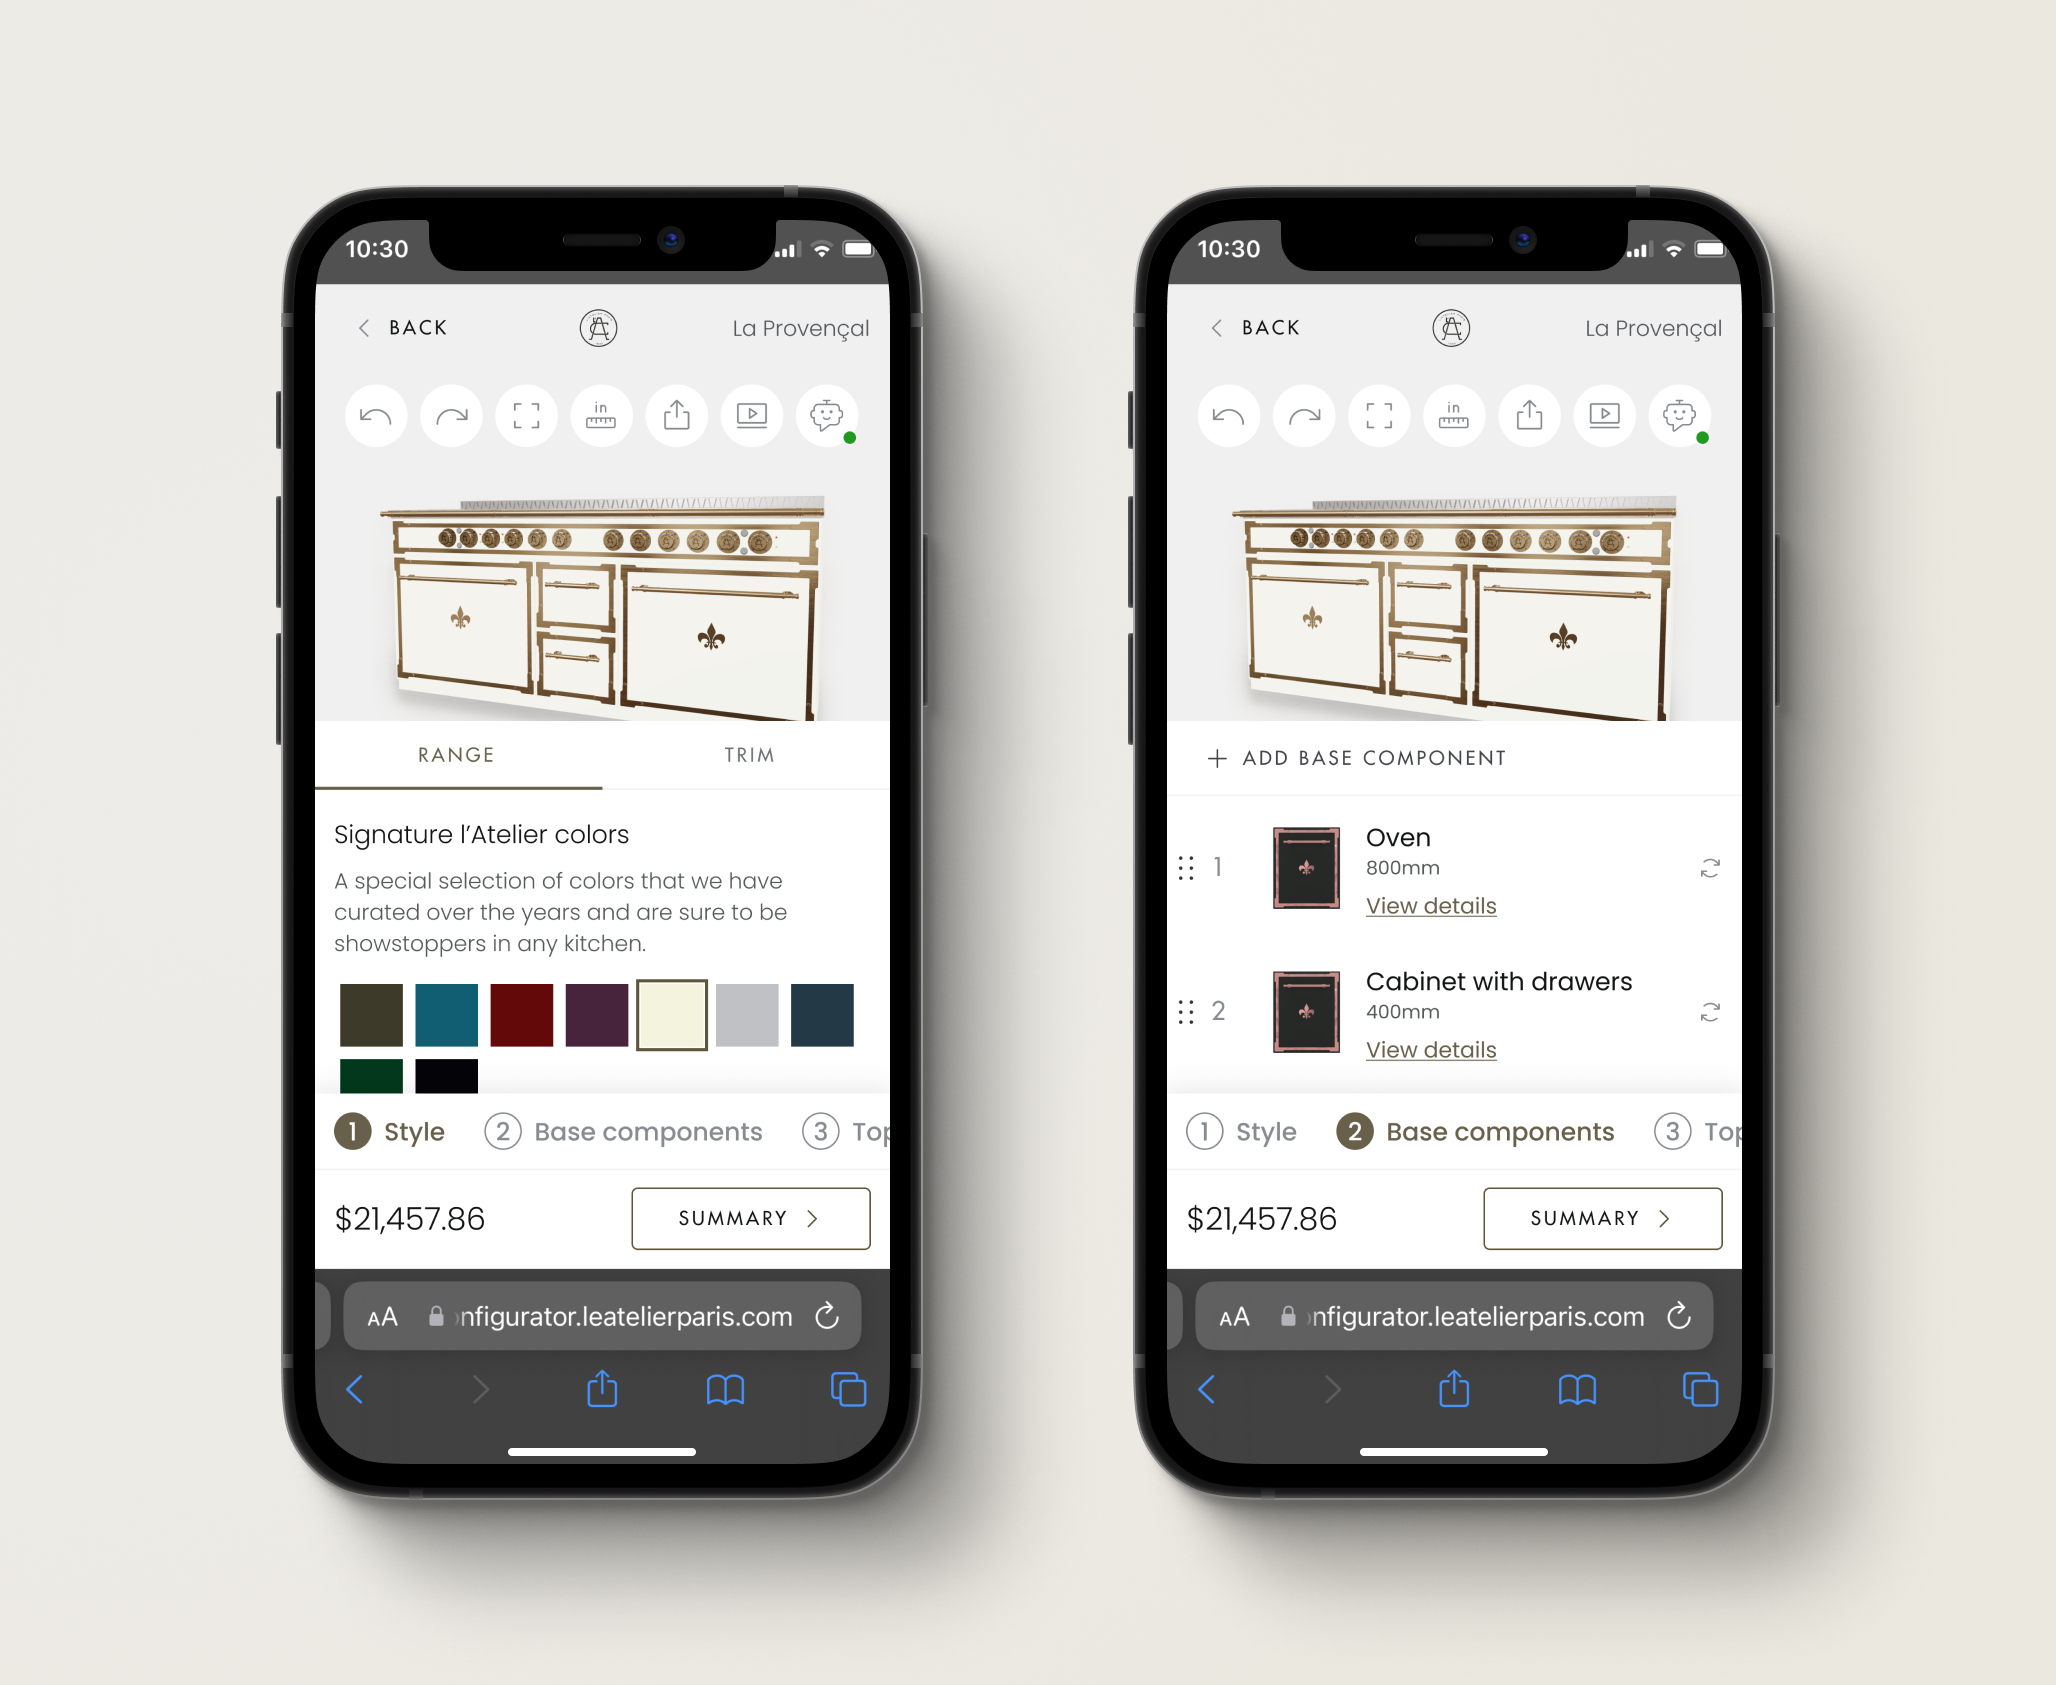 10:30
BACK
La Provençal
in
RANGE
TRIM
Signature l'Atelier colors
A special selection of colors that we have
curated over the years and are sure to be
showstoppers in any kitchen.
1 Style
2 Base components
3 Top
$21,457.86
SUMMARY
AA
nfigurator.leatelierparis.com
10:30
BACK
La Provençal
in
+ ADD BASE COMPONENT
1
Oven
800mm
View details
2
Cabinet with drawers
400mm
View details
1 Style
2 Base components
3 Top
$21,457.86
SUMMARY
AA
nfigurator.leatelierparis.com